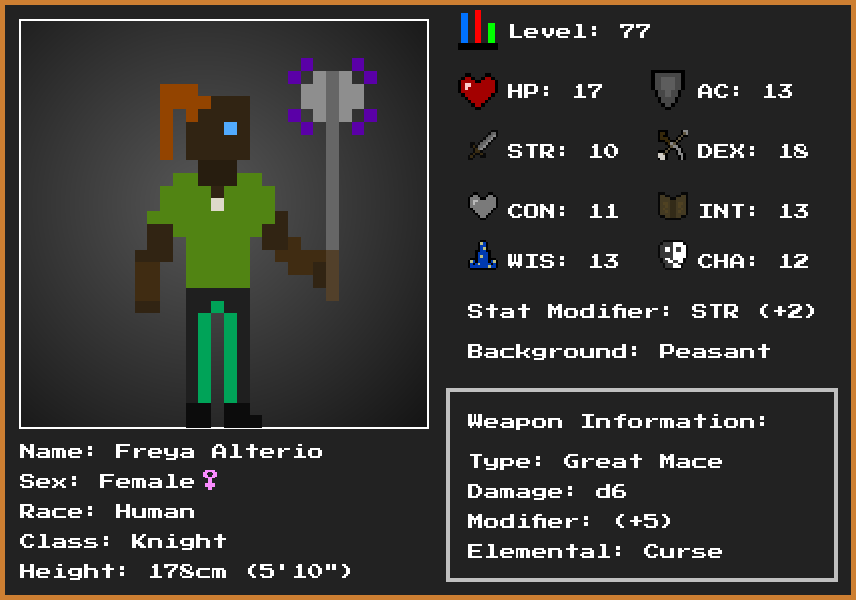 Level: 77
HP: 17 AC: 13
STR: 10 DEX: 18
CON: 11 INT: 13
WIS: 13 CHA: 12
Stat Modifier: STR (+2)
Background: Peasant
Name: Freya Alterio
Sex: Female♀
Race: Human
Class: Knight
Height: 178cm (5'10")
Weapon Information:
Type: Great Mace
Damage: d6
Modifier: (+5)
Elemental: Curse